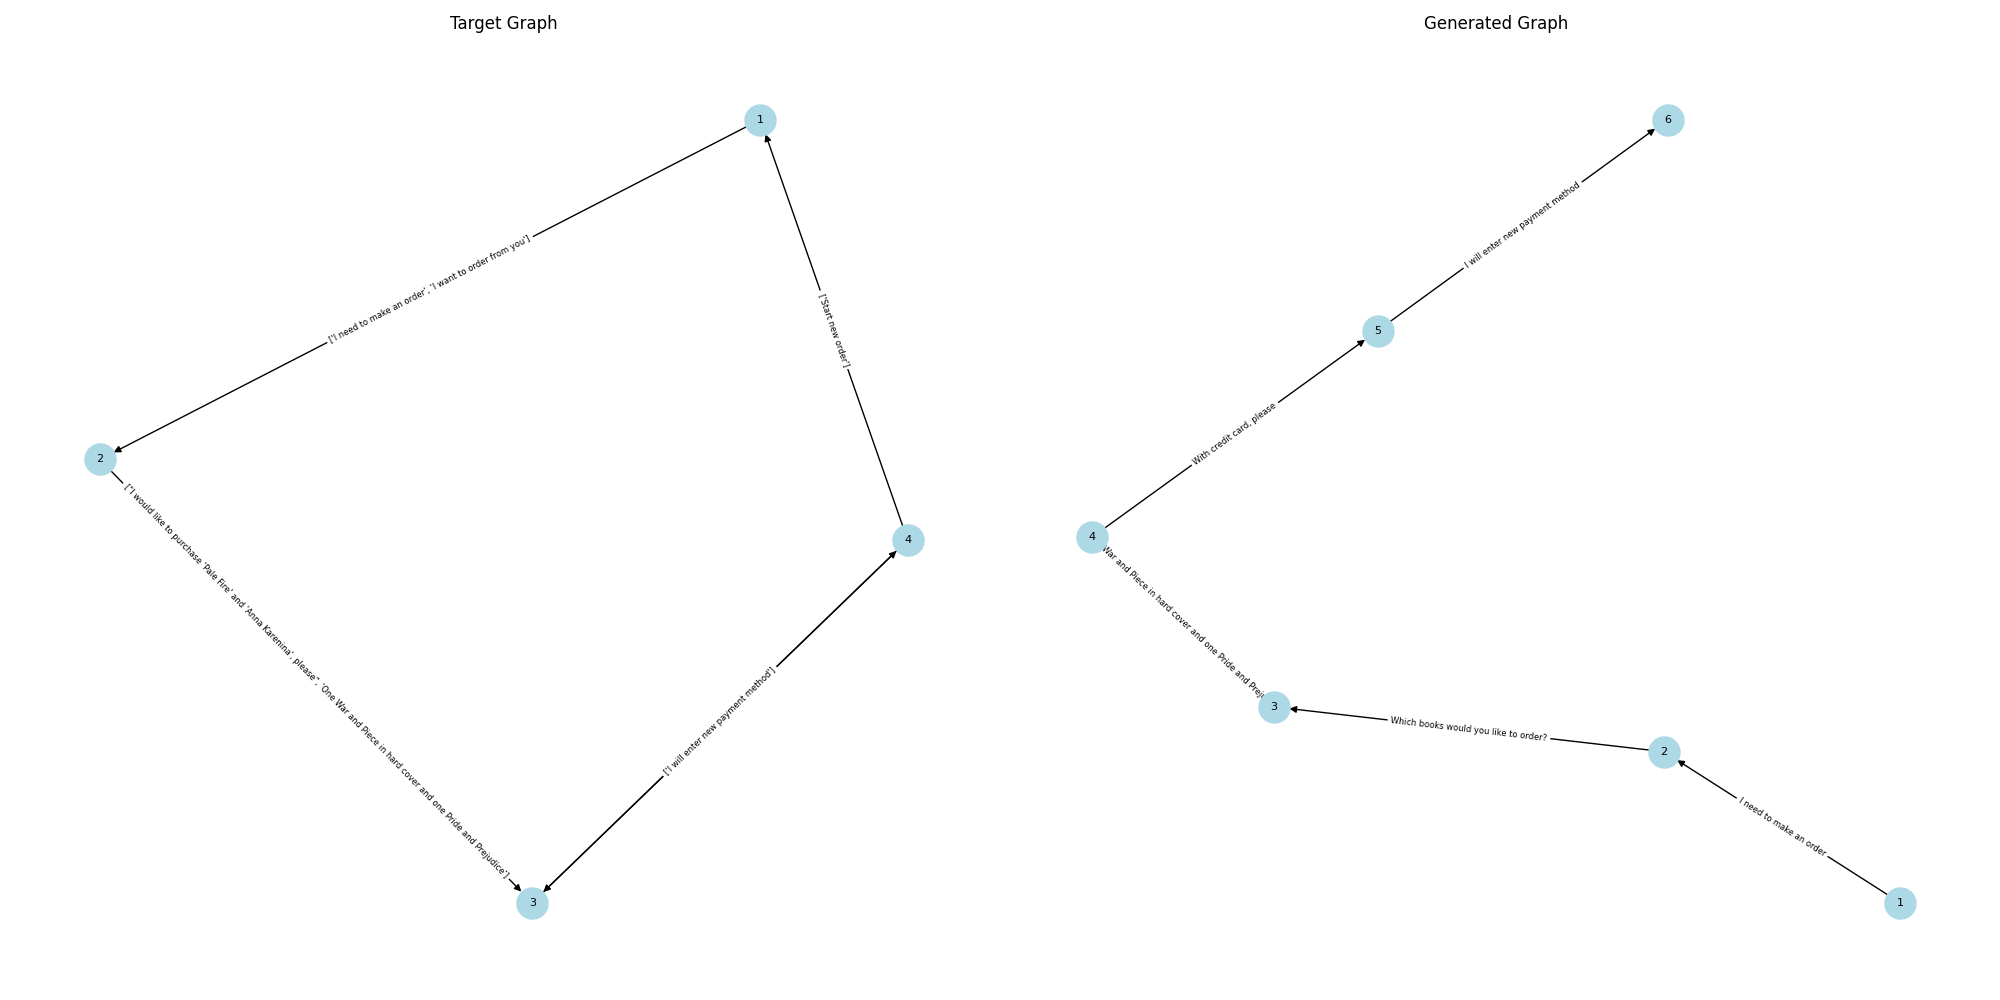 Target Graph
1
['I need to make an order', 'I want to order from you']
['Start new order']
2
["I would like to purchase 'Pale Fire' and 'Anna Karenina', please", 'One War and Piece in hard cover and one Pride and Prejudice']
4
['I will enter new payment method']
3
Generated Graph
6
I will enter new payment method
5
With credit card, please
4
War and Piece in hard cover and one Pride and
3
Which books would you like to order?
2
I need to make an order
1